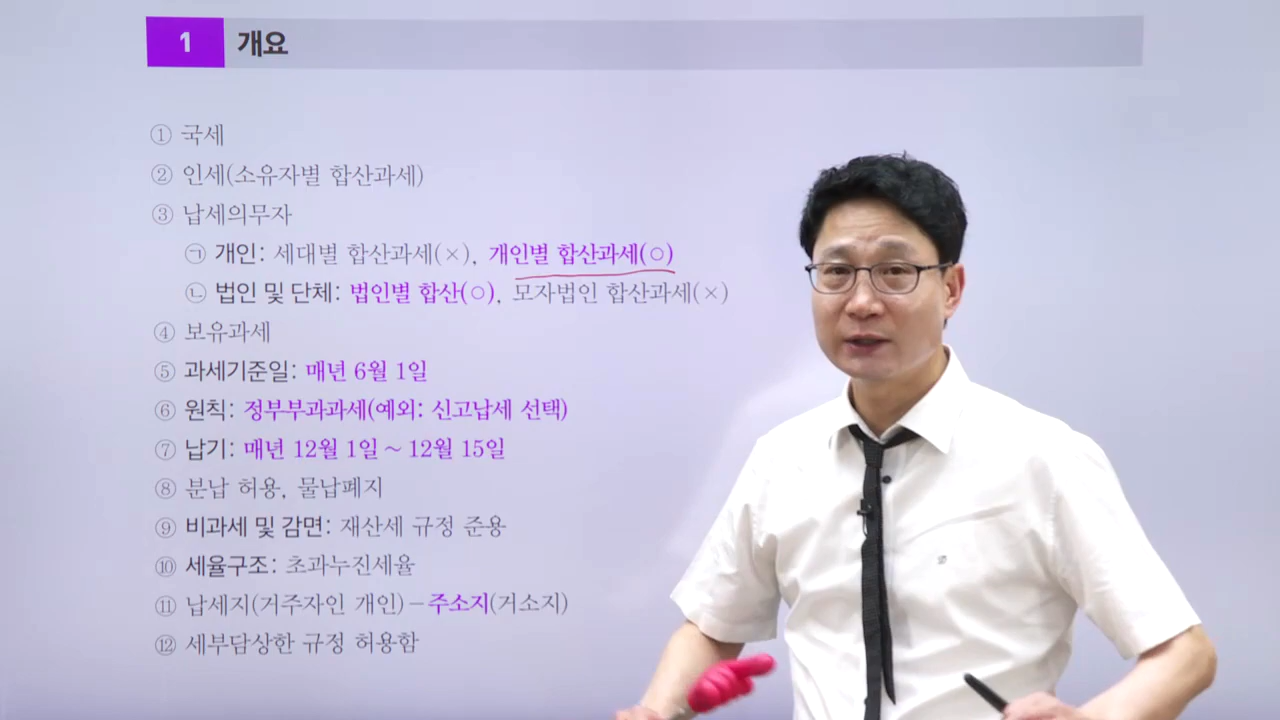 1 개요
① 국세
② 인세(소유자별 합산과세)
③ 납세의무자
㉠ 개인: 세대별 합산과세(×), 개인별 합산과세(○)
㉡ 법인 및 단체: 법인별 합산(○), 모자법인 합산과세(×)
④ 보유과세
⑤ 과세기준일: 매년 6월 1일
⑥ 원칙: 정부부과과세(예외: 신고납세 선택)
⑦ 납기: 매년 12월 1일 ~ 12월 15일
⑧ 분납 허용, 물납폐지
⑨ 비과세 및 감면: 재산세 규정 준용
⑩ 세율구조: 초과누진세율
⑪ 납세지(거주자인 개인)-주소지(거소지)
⑫ 세부담상한 규정 허용함